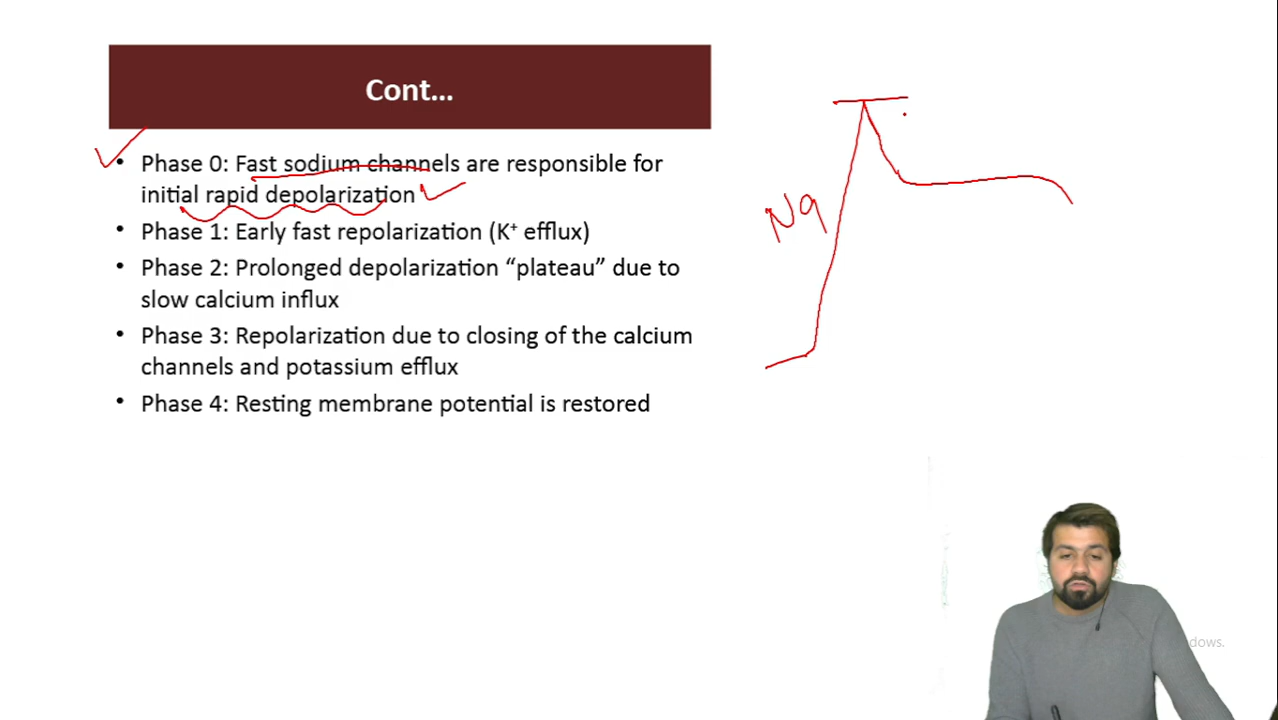 Cont...
• Phase 0: Fast sodium channels are responsible for
initial rapid depolarization
• Phase 1: Early fast repolarization (K⁺ efflux)
• Phase 2: Prolonged depolarization “plateau” due to
slow calcium influx
• Phase 3: Repolarization due to closing of the calcium
channels and potassium efflux
• Phase 4: Resting membrane potential is restored
Na
dows.